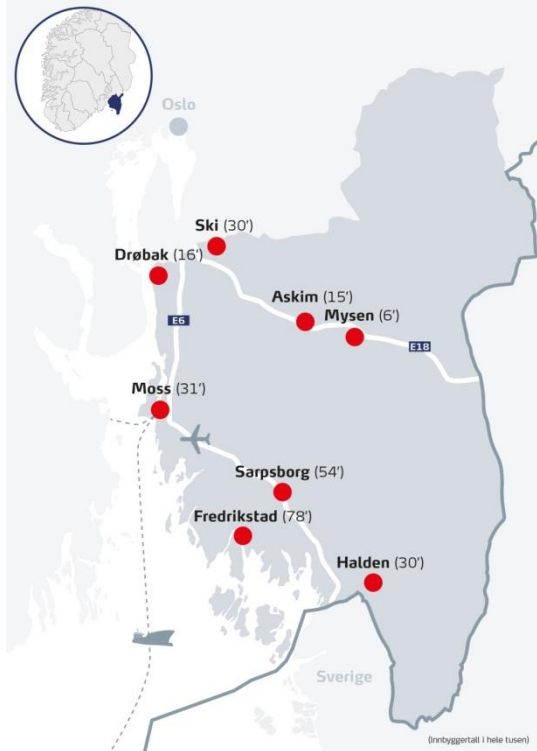 Oslo
Ski (30')
Drøbak (16')
Askim (15')
Mysen (6')
E6
E18
Moss (31')
Sarpsborg (54')
Fredrikstad (78')
Halden (30')
Sverige
(Innbyggertall i hele tusen)